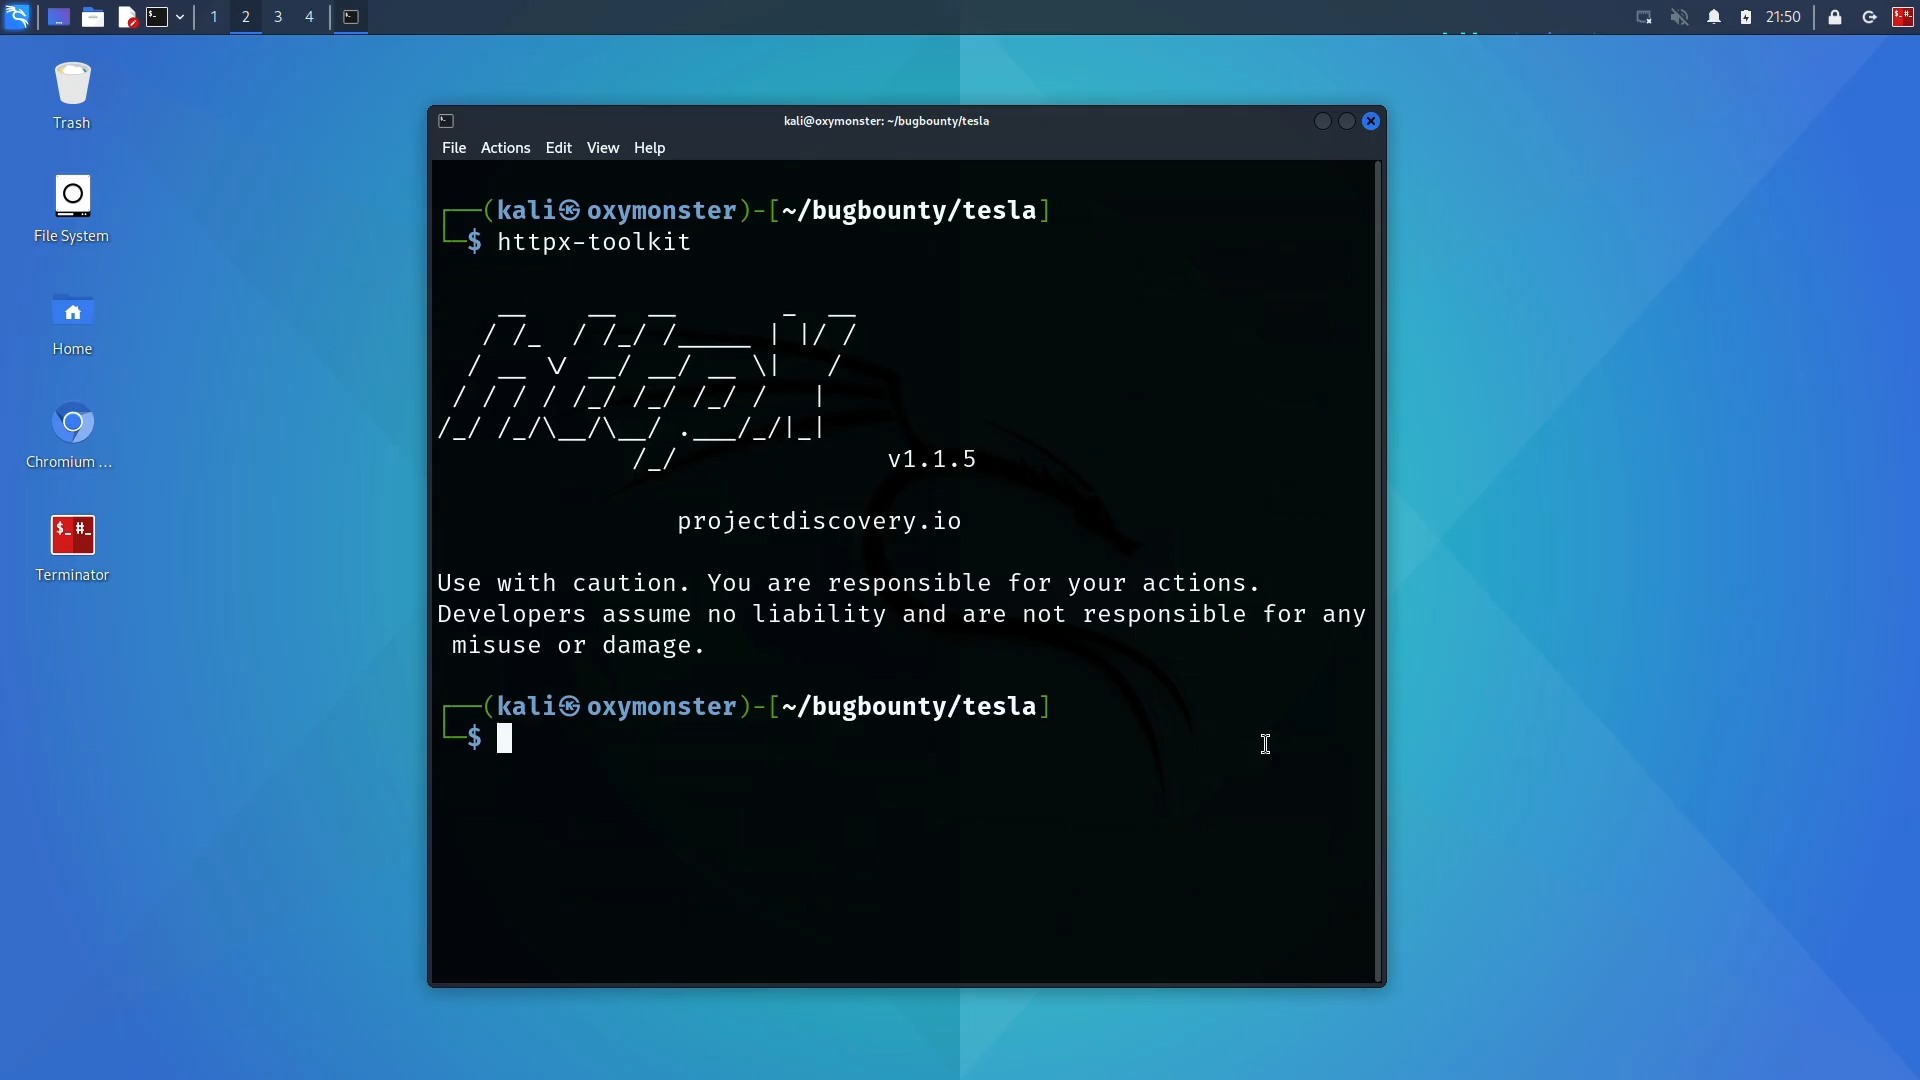 1 2 3 4
21:50
Trash
File System
Home
Chromium ...
$_ #_
Terminator
kali@oxymonster: ~/bugbounty/tesla
File Actions Edit View Help
┌──(kali㉿oxymonster)-[~/bugbounty/tesla]
└─$ httpx-toolkit
httpx
v1.1.5
projectdiscovery.io
Use with caution. You are responsible for your actions.
Developers assume no liability and are not responsible for any
misuse or damage.
┌──(kali㉿oxymonster)-[~/bugbounty/tesla]
└─$